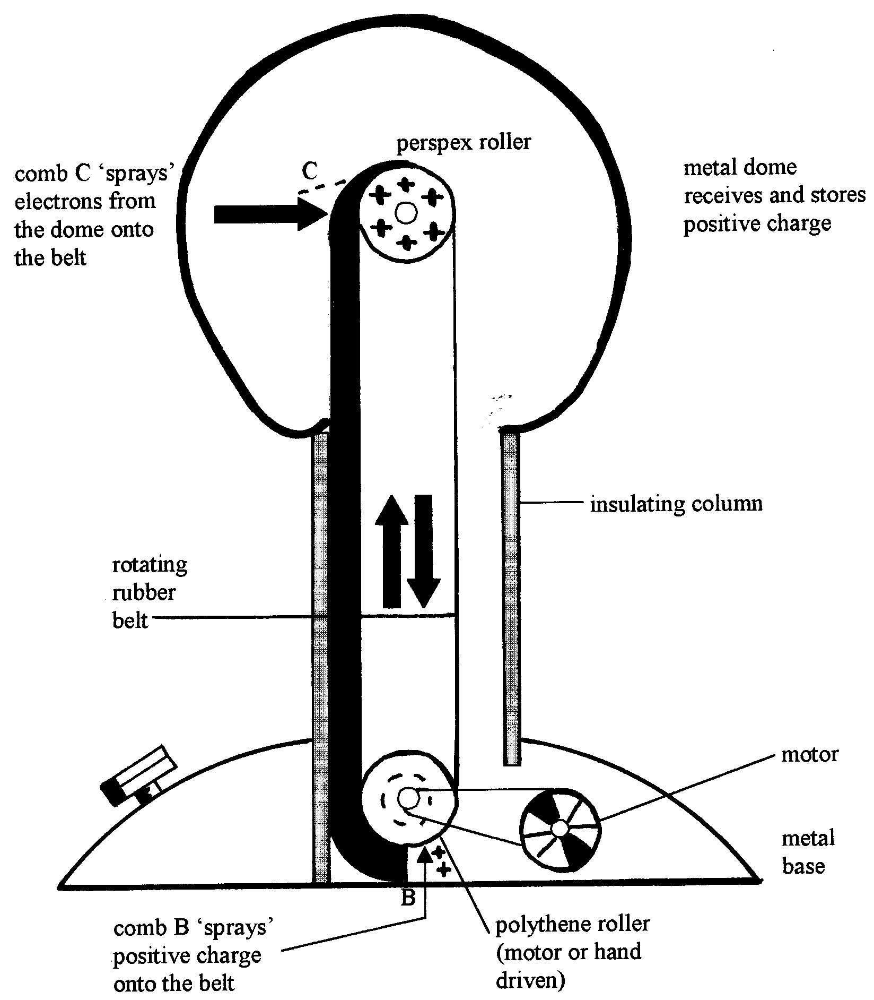 perspex roller
C
comb C ‘sprays’
electrons from
the dome onto
the belt
metal dome
receives and stores
positive charge
insulating column
rotating
rubber
belt
motor
metal
base
B
comb B ‘sprays’
positive charge
onto the belt
polythene roller
(motor or hand
driven)